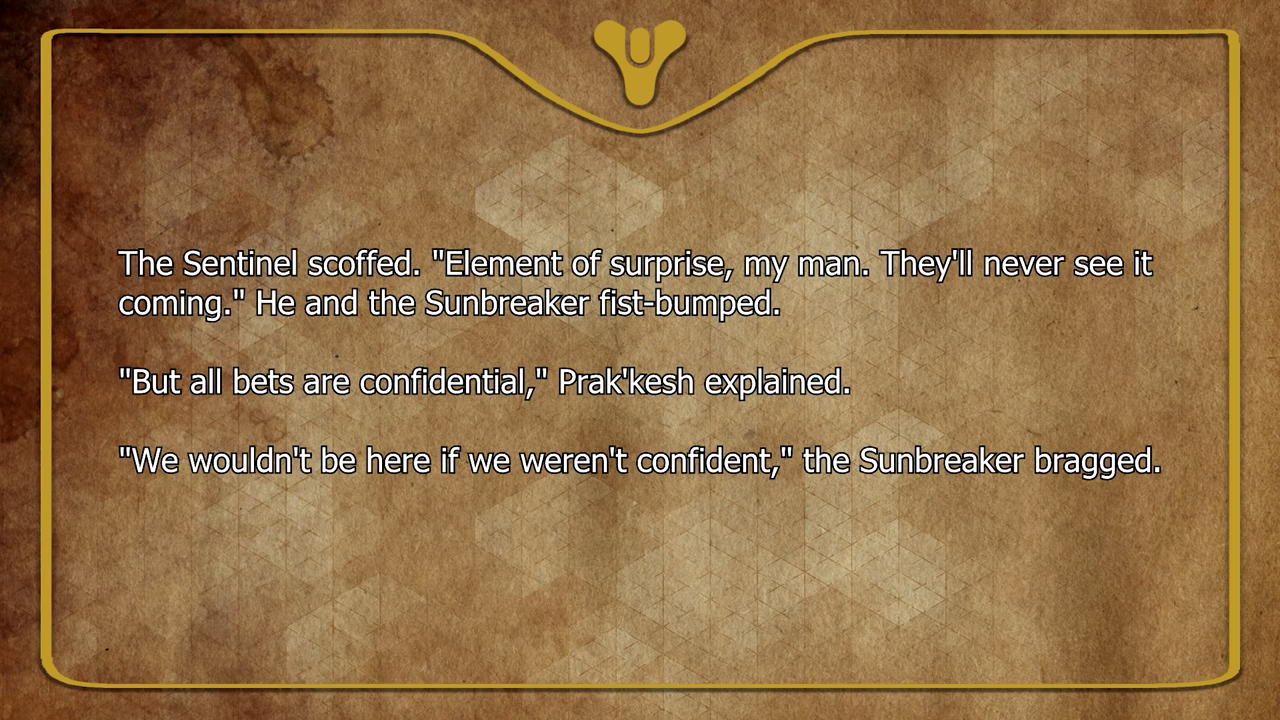 The Sentinel scoffed. "Element of surprise, my man. They'll never see it
coming." He and the Sunbreaker fist-bumped.
"But all bets are confidential," Prak'kesh explained.
"We wouldn't be here if we weren't confident," the Sunbreaker bragged.